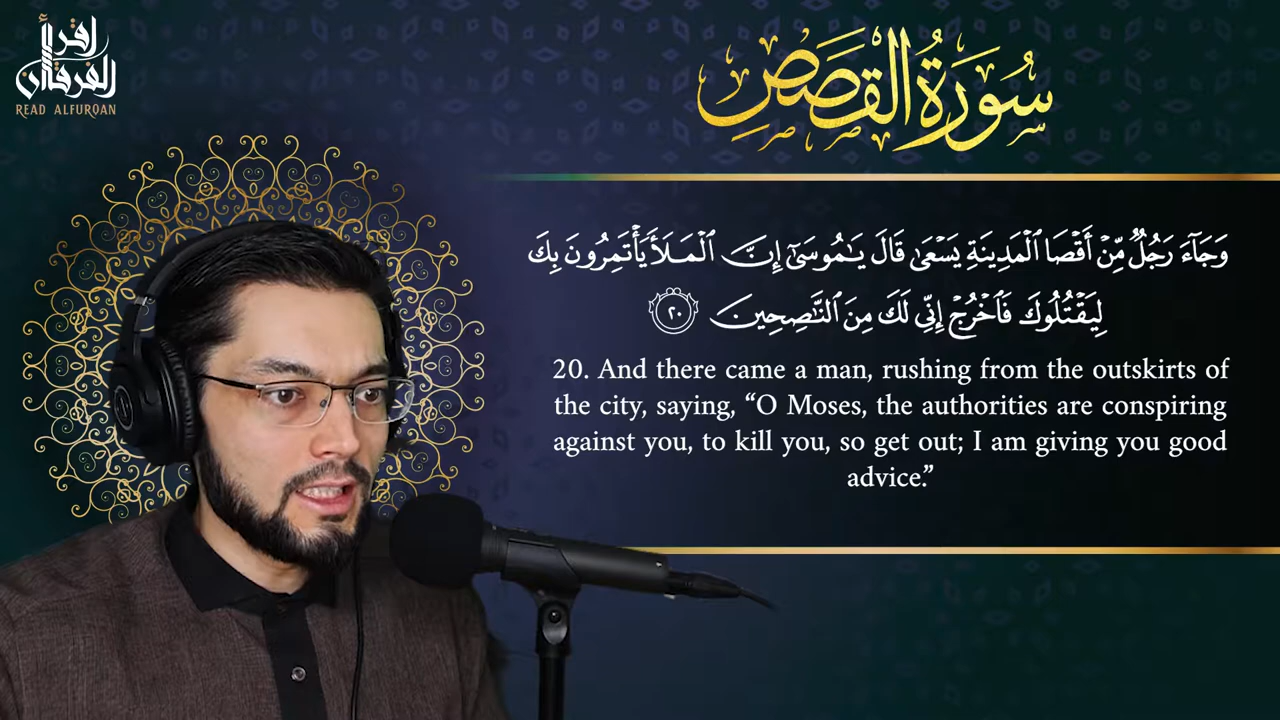 اقرأ
الفرقان
READ ALFURQAN
سُورَةُ القَصَصِ
وَجَآءَ رَجُلٌ مِّنْ أَقْصَا ٱلْمَدِينَةِ يَسْعَىٰ قَالَ يَـٰمُوسَىٰٓ إِنَّ ٱلْمَلَأَ يَأْتَمِرُونَ بِكَ
لِيَقْتُلُوكَ فَٱخْرُجْ إِنِّى لَكَ مِنَ ٱلنَّـٰصِحِينَ ٢٠
20. And there came a man, rushing from the outskirts of
the city, saying, “O Moses, the authorities are conspiring
against you, to kill you, so get out; I am giving you good
advice.”